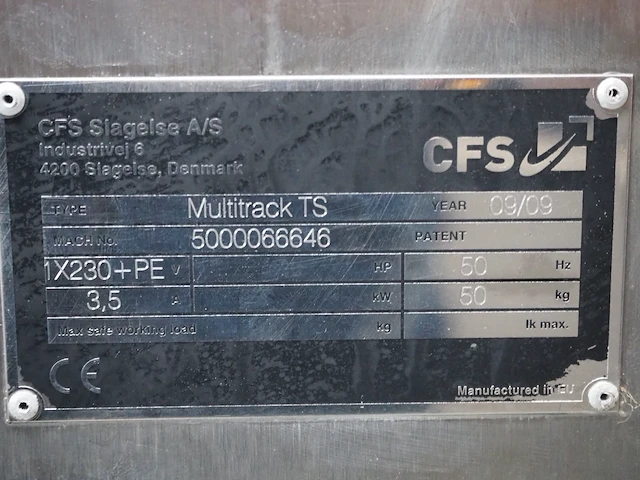 CFS Slagelse A/S
Industrivej 6
4200 Slagelse, Denmark
CFS
TYPE Multitrack TS YEAR 09/09
MACH No. 5000066646 PATENT
1X230+PE V HP 50 Hz
3,5 A kW 50 kg
Max safe working load kg Ik max.
CE
Manufactured in EU